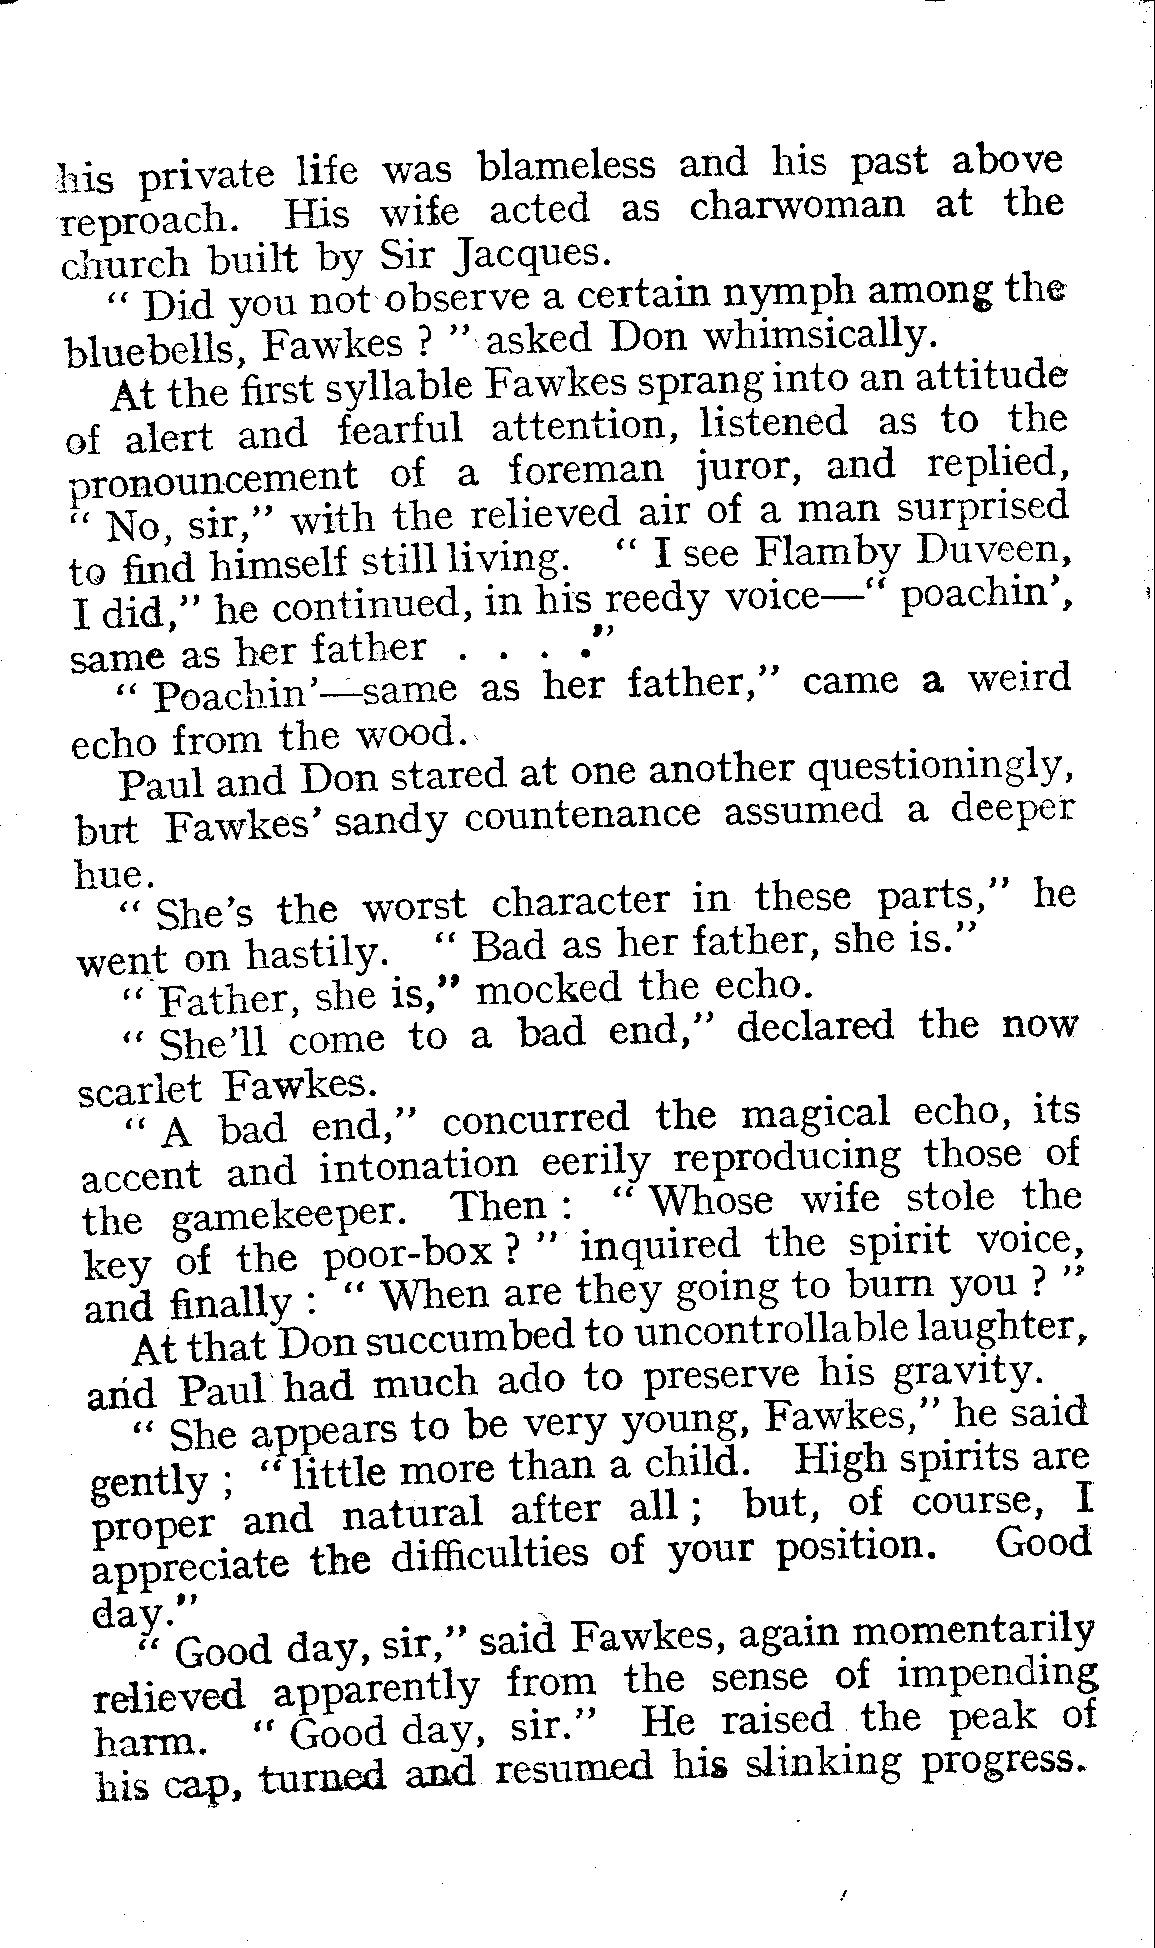 his private life was blameless and his past above
reproach. His wife acted as charwoman at the
church built by Sir Jacques.
“ Did you not observe a certain nymph among the
bluebells, Fawkes ? ” asked Don whimsically.
At the first syllable Fawkes sprang into an attitude
of alert and fearful attention, listened as to the
pronouncement of a foreman juror, and replied,
“ No, sir,” with the relieved air of a man surprised
to find himself still living. “ I see Flamby Duveen,
I did,” he continued, in his reedy voice—“ poachin’,
same as her father . . . .”
“ Poachin’—same as her father,” came a weird
echo from the wood.
Paul and Don stared at one another questioningly,
but Fawkes’ sandy countenance assumed a deeper
hue.
“ She’s the worst character in these parts,” he
went on hastily. “ Bad as her father, she is.”
“ Father, she is,” mocked the echo.
“ She’ll come to a bad end,” declared the now
scarlet Fawkes.
“ A bad end,” concurred the magical echo, its
accent and intonation eerily reproducing those of
the gamekeeper. Then : “ Whose wife stole the
key of the poor-box ? ” inquired the spirit voice,
and finally : “ When are they going to burn you ? ”
At that Don succumbed to uncontrollable laughter,
and Paul had much ado to preserve his gravity.
“ She appears to be very young, Fawkes,” he said
gently ; “ little more than a child. High spirits are
proper and natural after all ; but, of course, I
appreciate the difficulties of your position. Good
day.”
“ Good day, sir,” said Fawkes, again momentarily
relieved apparently from the sense of impending
harm. “ Good day, sir.” He raised the peak of
his cap, turned and resumed his slinking progress.